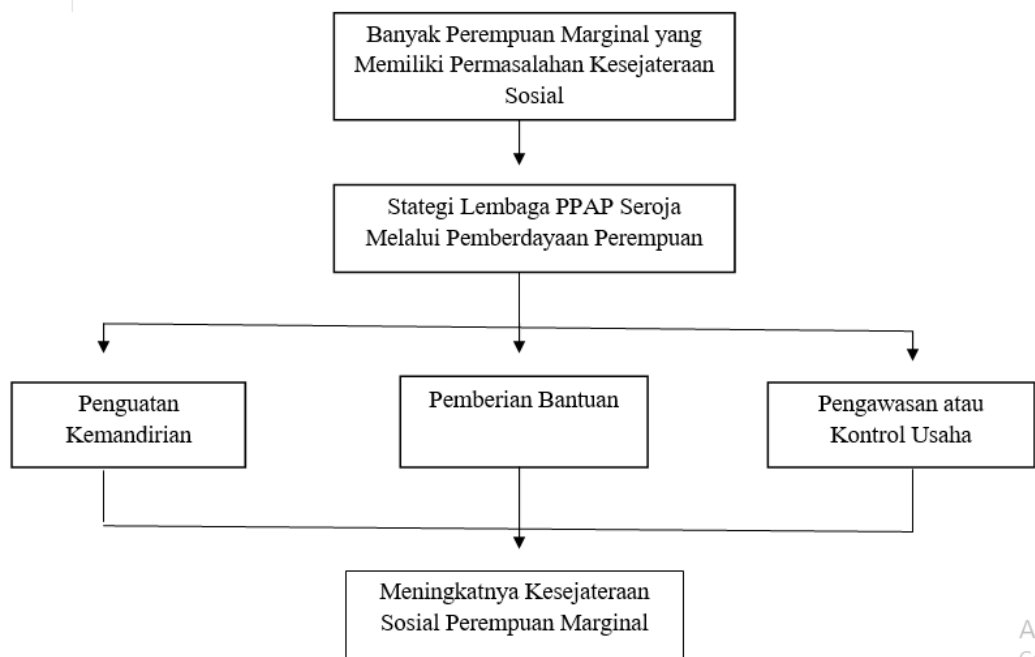 Banyak Perempuan Marginal yang
Memiliki Permasalahan Kesejateraan
Sosial
Stategi Lembaga PPAP Seroja
Melalui Pemberdayaan Perempuan
Penguatan
Kemandirian
Pemberian Bantuan
Pengawasan atau
Kontrol Usaha
Meningkatnya Kesejateraan
Sosial Perempuan Marginal
A